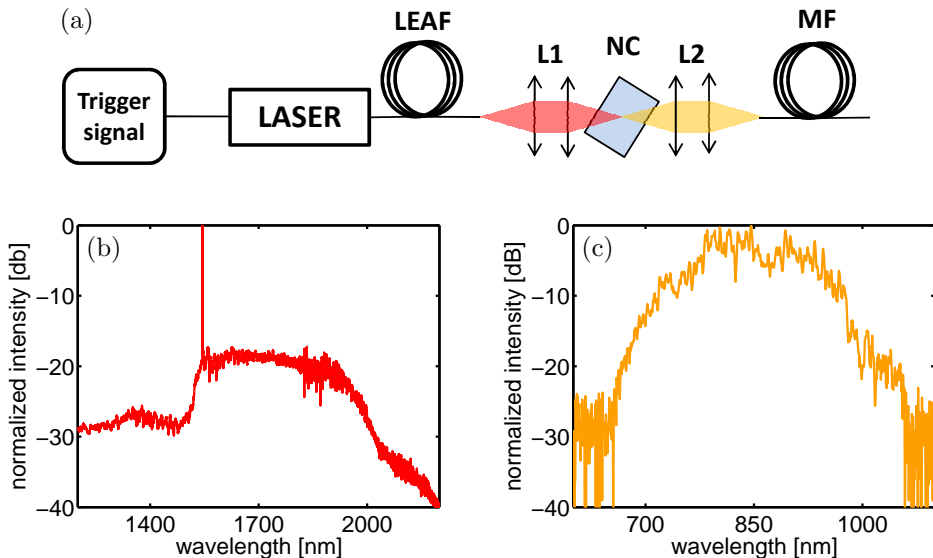 (a)
LEAF
L1
NC
L2
MF
Trigger
signal
LASER
(b)
normalized intensity [db]
0
−10
−20
−30
−40
1400
1700
2000
wavelength [nm]
(c)
normalized intensity [dB]
0
−10
−20
−30
−40
700
850
1000
wavelength [nm]